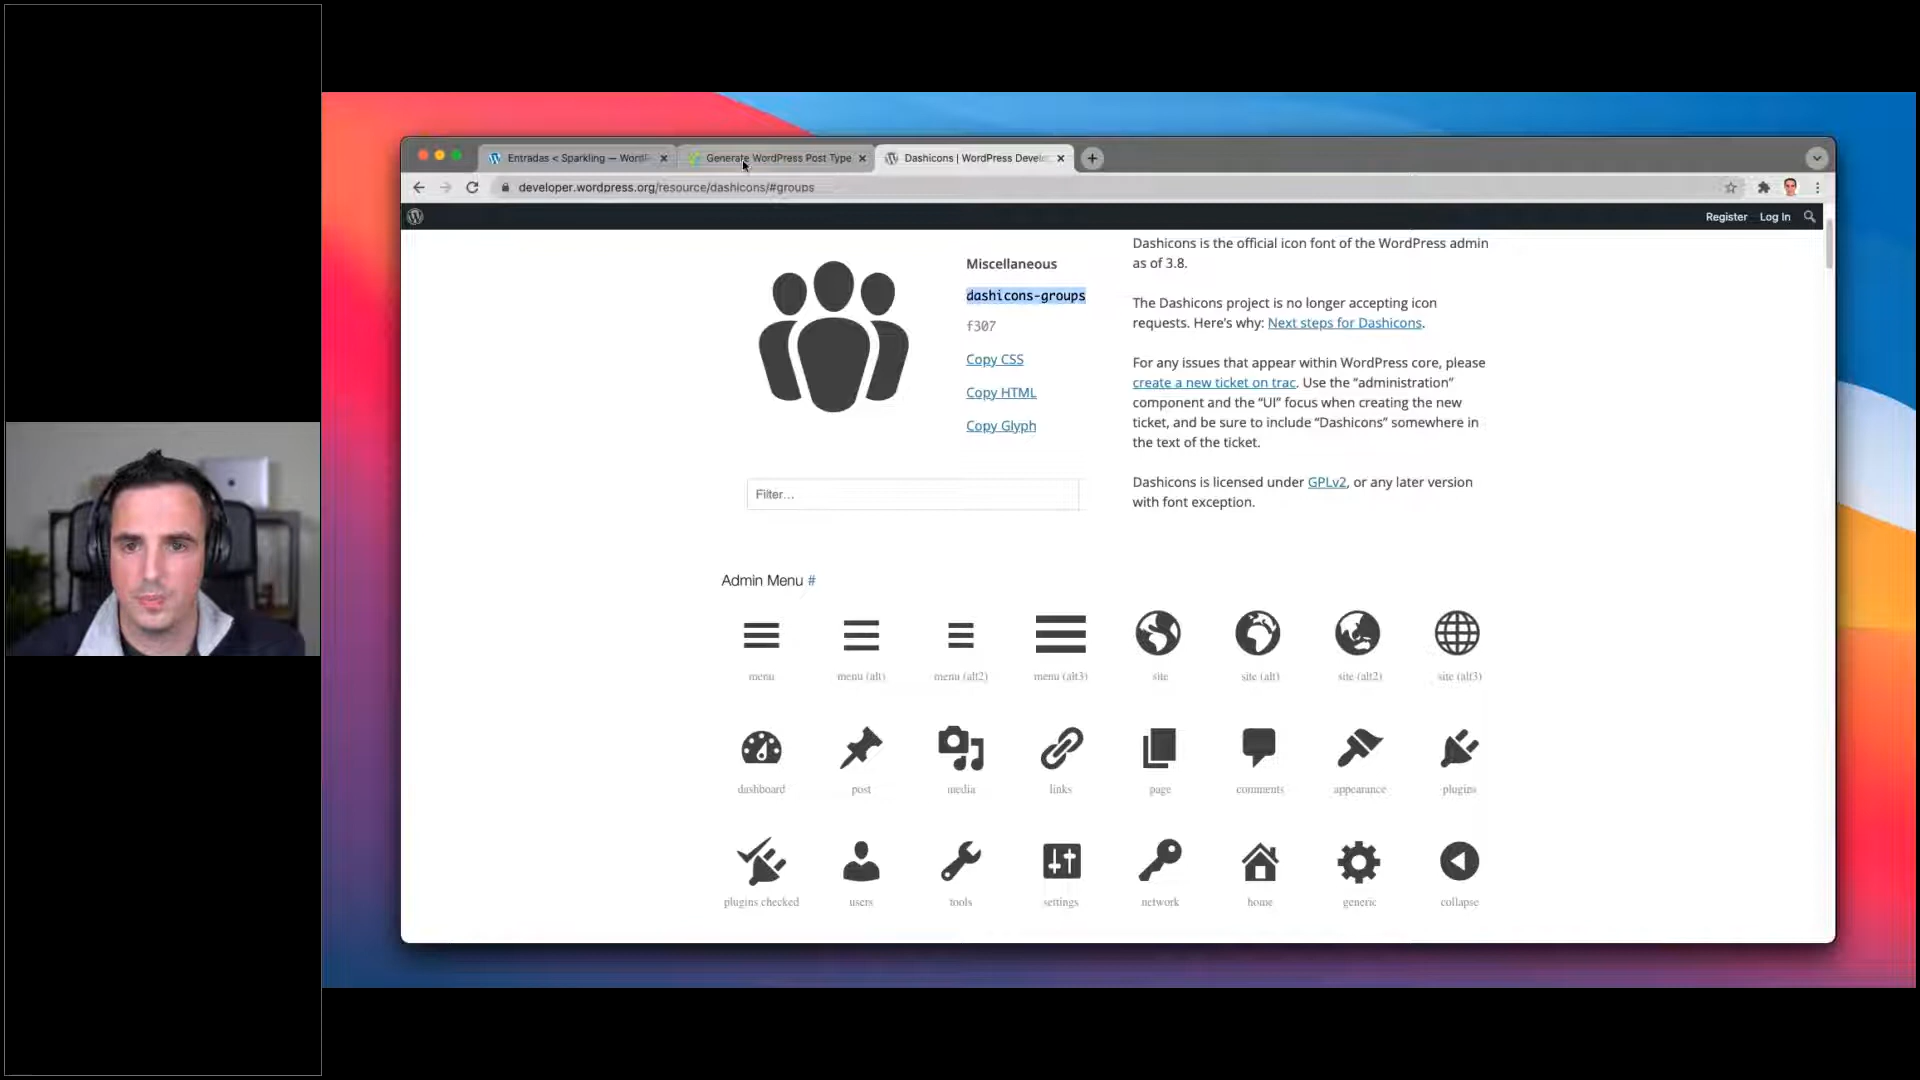 Entradas < Sparkling — WordP
Generate WordPress Post Type
Dashicons | WordPress Develo
developer.wordpress.org/resource/dashicons/#groups
Register
Log In
Miscellaneous
dashicons-groups
f307
Copy CSS
Copy HTML
Copy Glyph
Filter...
Dashicons is the official icon font of the WordPress admin
as of 3.8.
The Dashicons project is no longer accepting icon
requests. Here's why: Next steps for Dashicons.
For any issues that appear within WordPress core, please
create a new ticket on trac. Use the “administration”
component and the “UI” focus when creating the new
ticket, and be sure to include “Dashicons” somewhere in
the text of the ticket.
Dashicons is licensed under GPLv2, or any later version
with font exception.
Admin Menu #
menu menu (alt) menu (alt2) menu (alt3) site site (alt) site (alt2) site (alt3)
dashboard post media links page comments appearance plugins
plugins checked users tools settings network home generic collapse